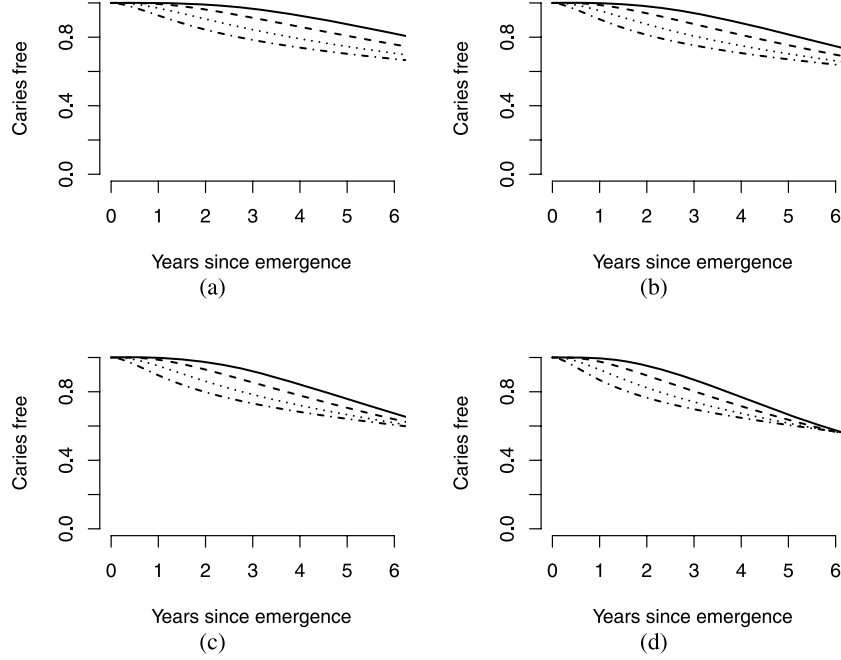 Caries free
0.0 0.4 0.8
0 1 2 3 4 5 6
Years since emergence
(a)
Caries free
0.0 0.4 0.8
0 1 2 3 4 5 6
Years since emergence
(b)
Caries free
0.0 0.4 0.8
0 1 2 3 4 5 6
Years since emergence
(c)
Caries free
0.0 0.4 0.8
0 1 2 3 4 5 6
Years since emergence
(d)